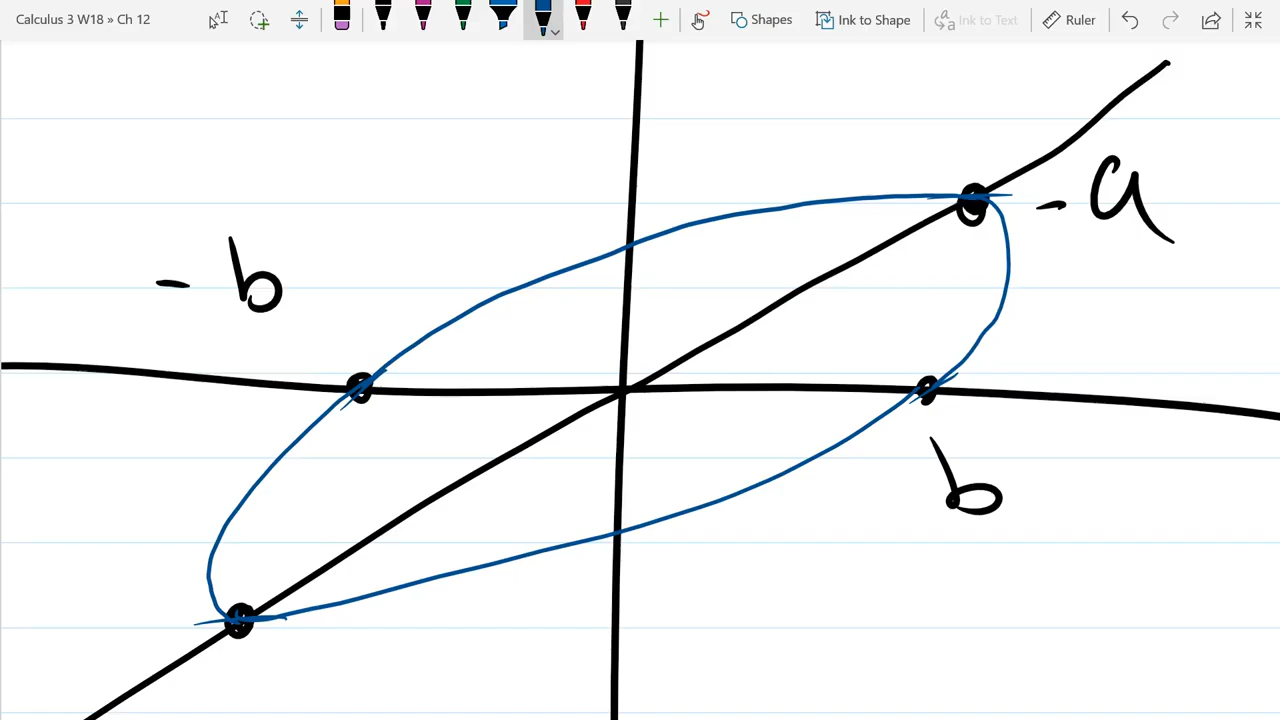 Calculus 3 W18 » Ch 12
Shapes
Ink to Shape
Ink to Text
Ruler
- a
- b
b